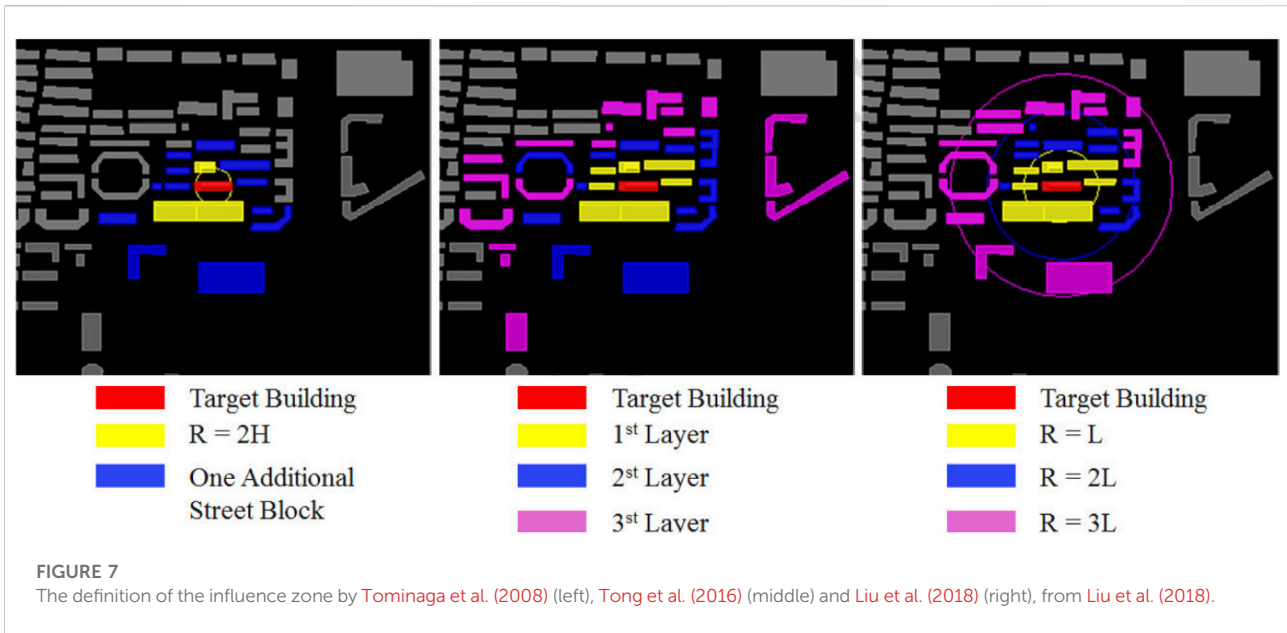 Target Building
R = 2H
One Additional
Street Block
Target Building
1st Layer
2st Layer
3st Laver
Target Building
R = L
R = 2L
R = 3L
FIGURE 7
The definition of the influence zone by Tominaga et al. (2008) (left), Tong et al. (2016) (middle) and Liu et al. (2018) (right), from Liu et al. (2018).